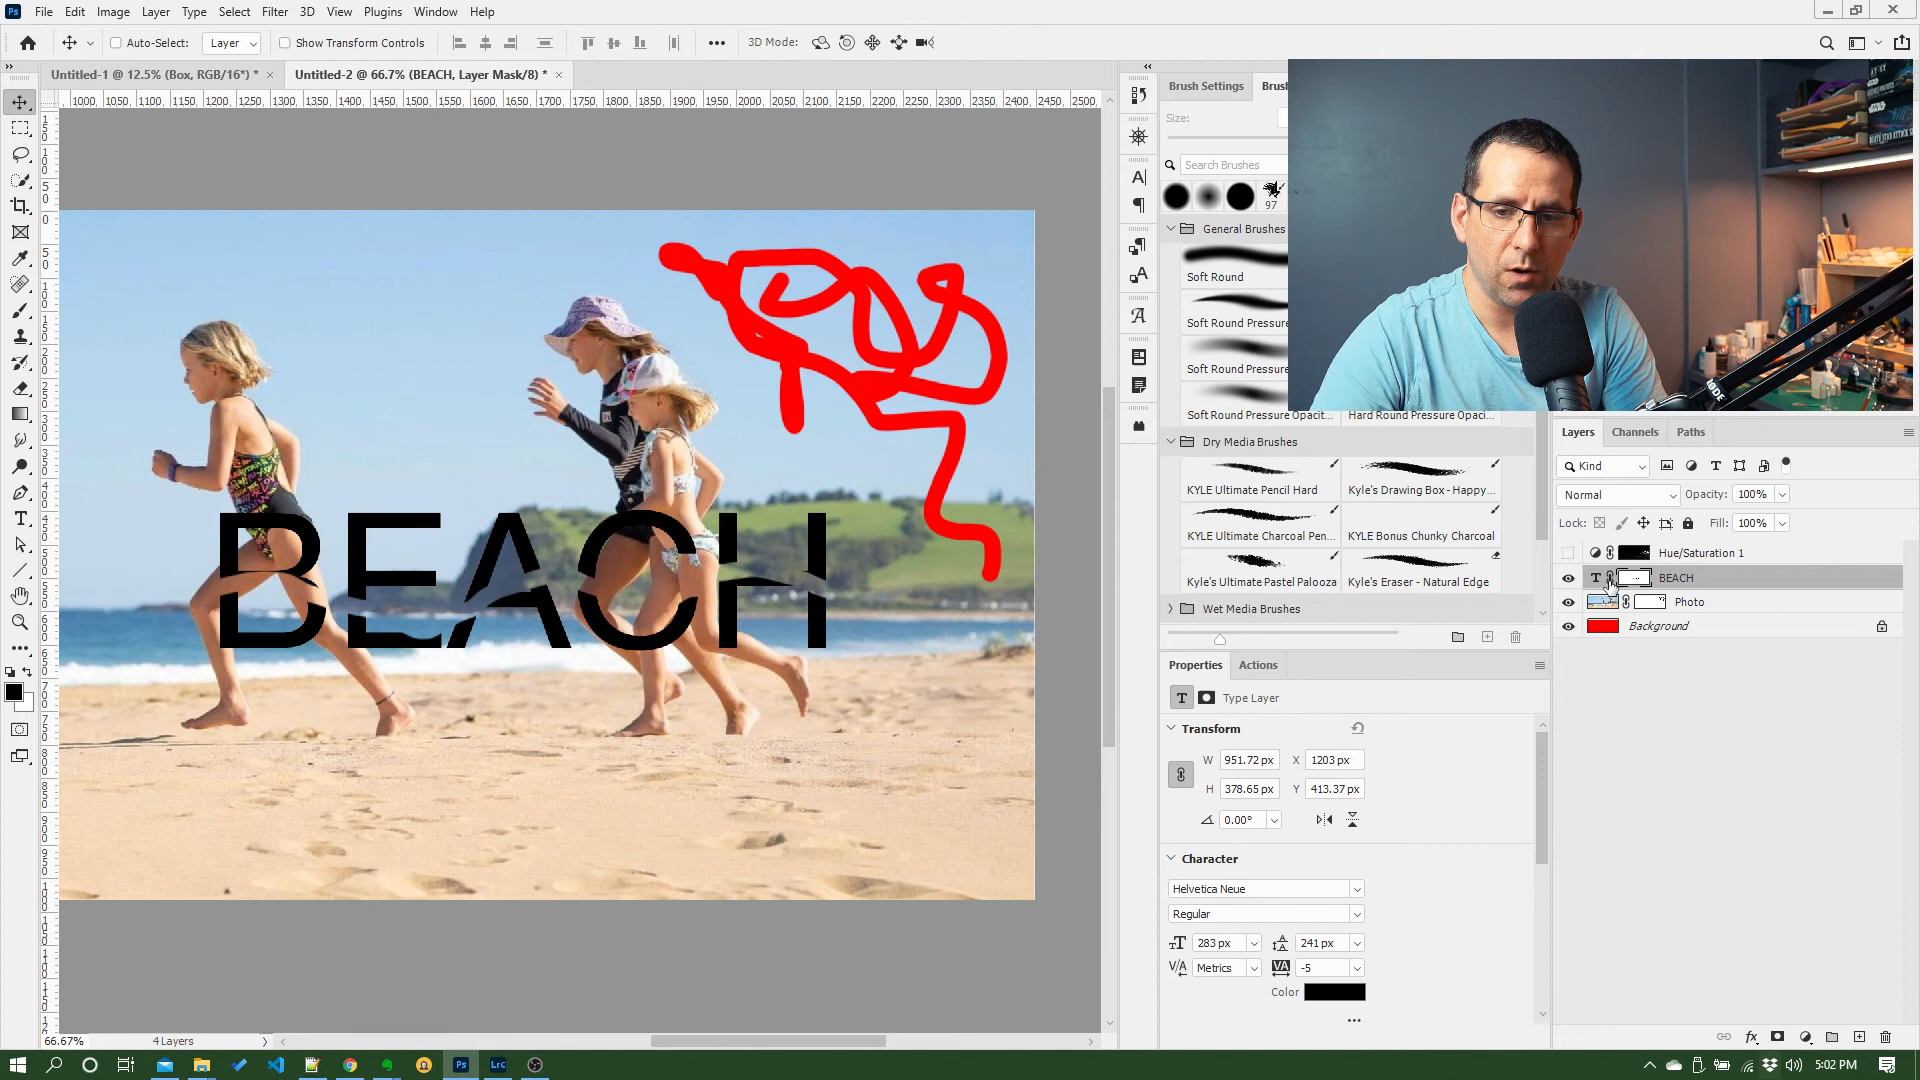 Ps File Edit Image Layer Type Select Filter 3D View Plugins Window Help
Auto-Select: Layer Show Transform Controls 3D Mode:
Untitled-1 @ 12.5% (Box, RGB/16*) * × Untitled-2 @ 66.7% (BEACH, Layer Mask/8) * ×
1000 1050 1100 1150 1200 1250 1300 1350 1400 1450 1500 1550 1600 1650 1700 1750 1800 1850 1900 1950 2000 2050 2100 2150 2200 2250 2300 2350 2400 2450 2500
BEACH
66.67% 4 Layers
Brush Settings
Size:
Search Brushes
97
General Brushes
Soft Round
Soft Round Pressure
Soft Round Pressure
Soft Round Pressure Opacit... Hard Round Pressure Opaci...
Dry Media Brushes
KYLE Ultimate Pencil Hard Kyle's Drawing Box - Happy...
KYLE Ultimate Charcoal Pen... KYLE Bonus Chunky Charcoal
Kyle's Ultimate Pastel Palooza Kyle's Eraser - Natural Edge
Wet Media Brushes
Properties Actions
T Type Layer
Transform
W 951.72 px X 1203 px
H 378.65 px Y 413.37 px
0.00°
Character
Helvetica Neue
Regular
283 px 241 px
Metrics -5
Color
RODE
Layers Channels Paths
Kind
Normal Opacity: 100%
Lock: Fill: 100%
Hue/Saturation 1
T BEACH
Photo
Background
Ps LrC 5:02 PM